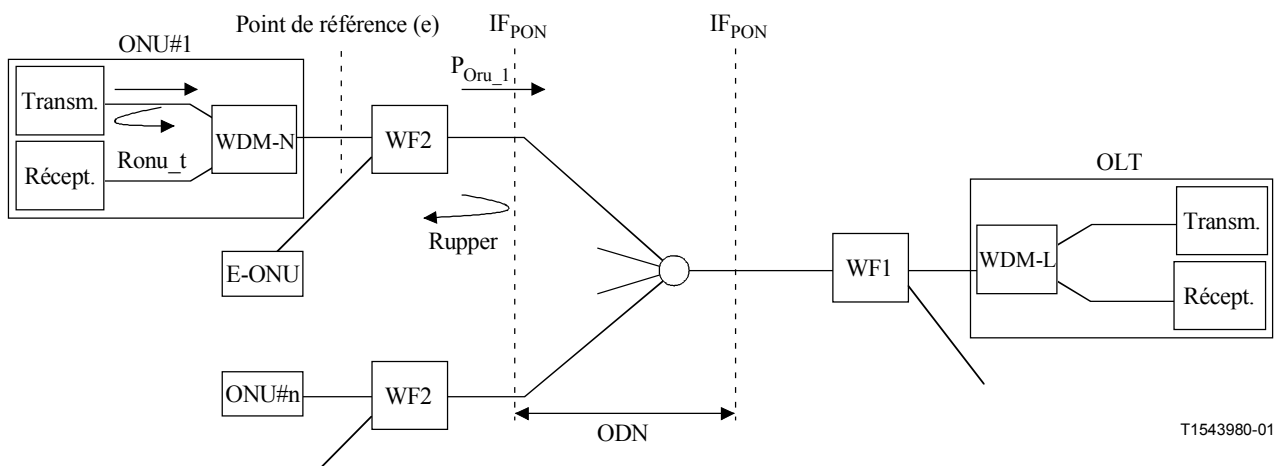 Point de référence (e)
IF_PON
IF_PON
ONU#1
P_Oru_1
Transm.
WDM-N
WF2
Ronu_t
Récept.
OLT
Transm.
Rupper
WF1
WDM-L
E-ONU
Récept.
ONU#n
WF2
ODN
T1543980-01